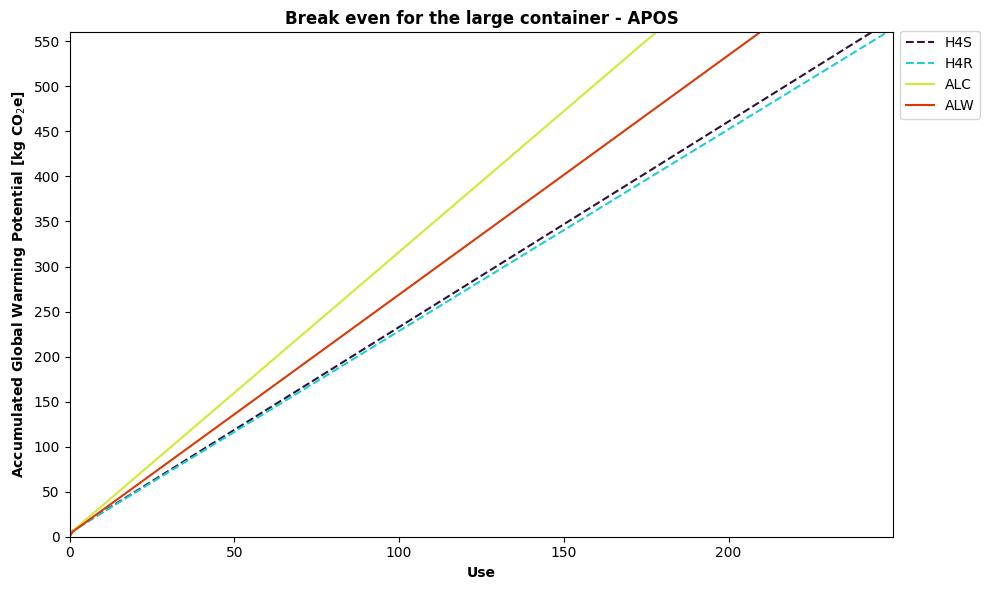 Break even for the large container - APOS
Accumulated Global Warming Potential [kg CO₂e]
550
500
450
400
350
300
250
200
150
100
50
0
0 50 100 150 200
Use
H4S
H4R
ALC
ALW